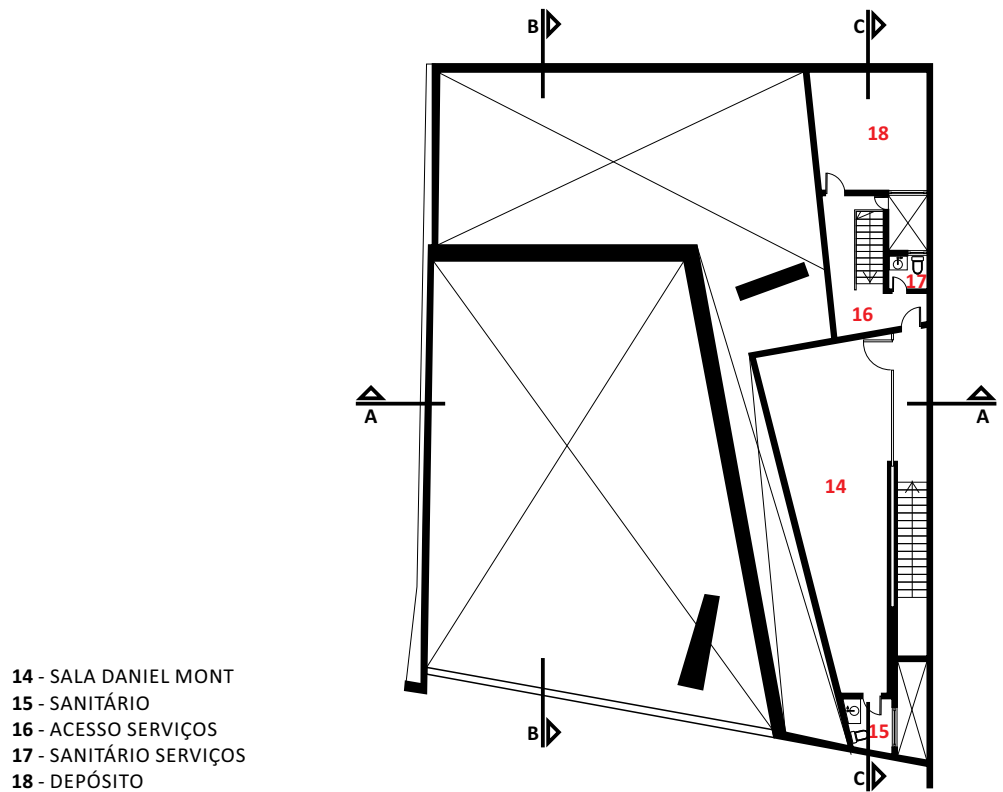 B
C
18
17
16
A
A
14
14 - SALA DANIEL MONT
15 - SANITÁRIO
16 - ACESSO SERVIÇOS
17 - SANITÁRIO SERVIÇOS
18 - DEPÓSITO
B
15
C